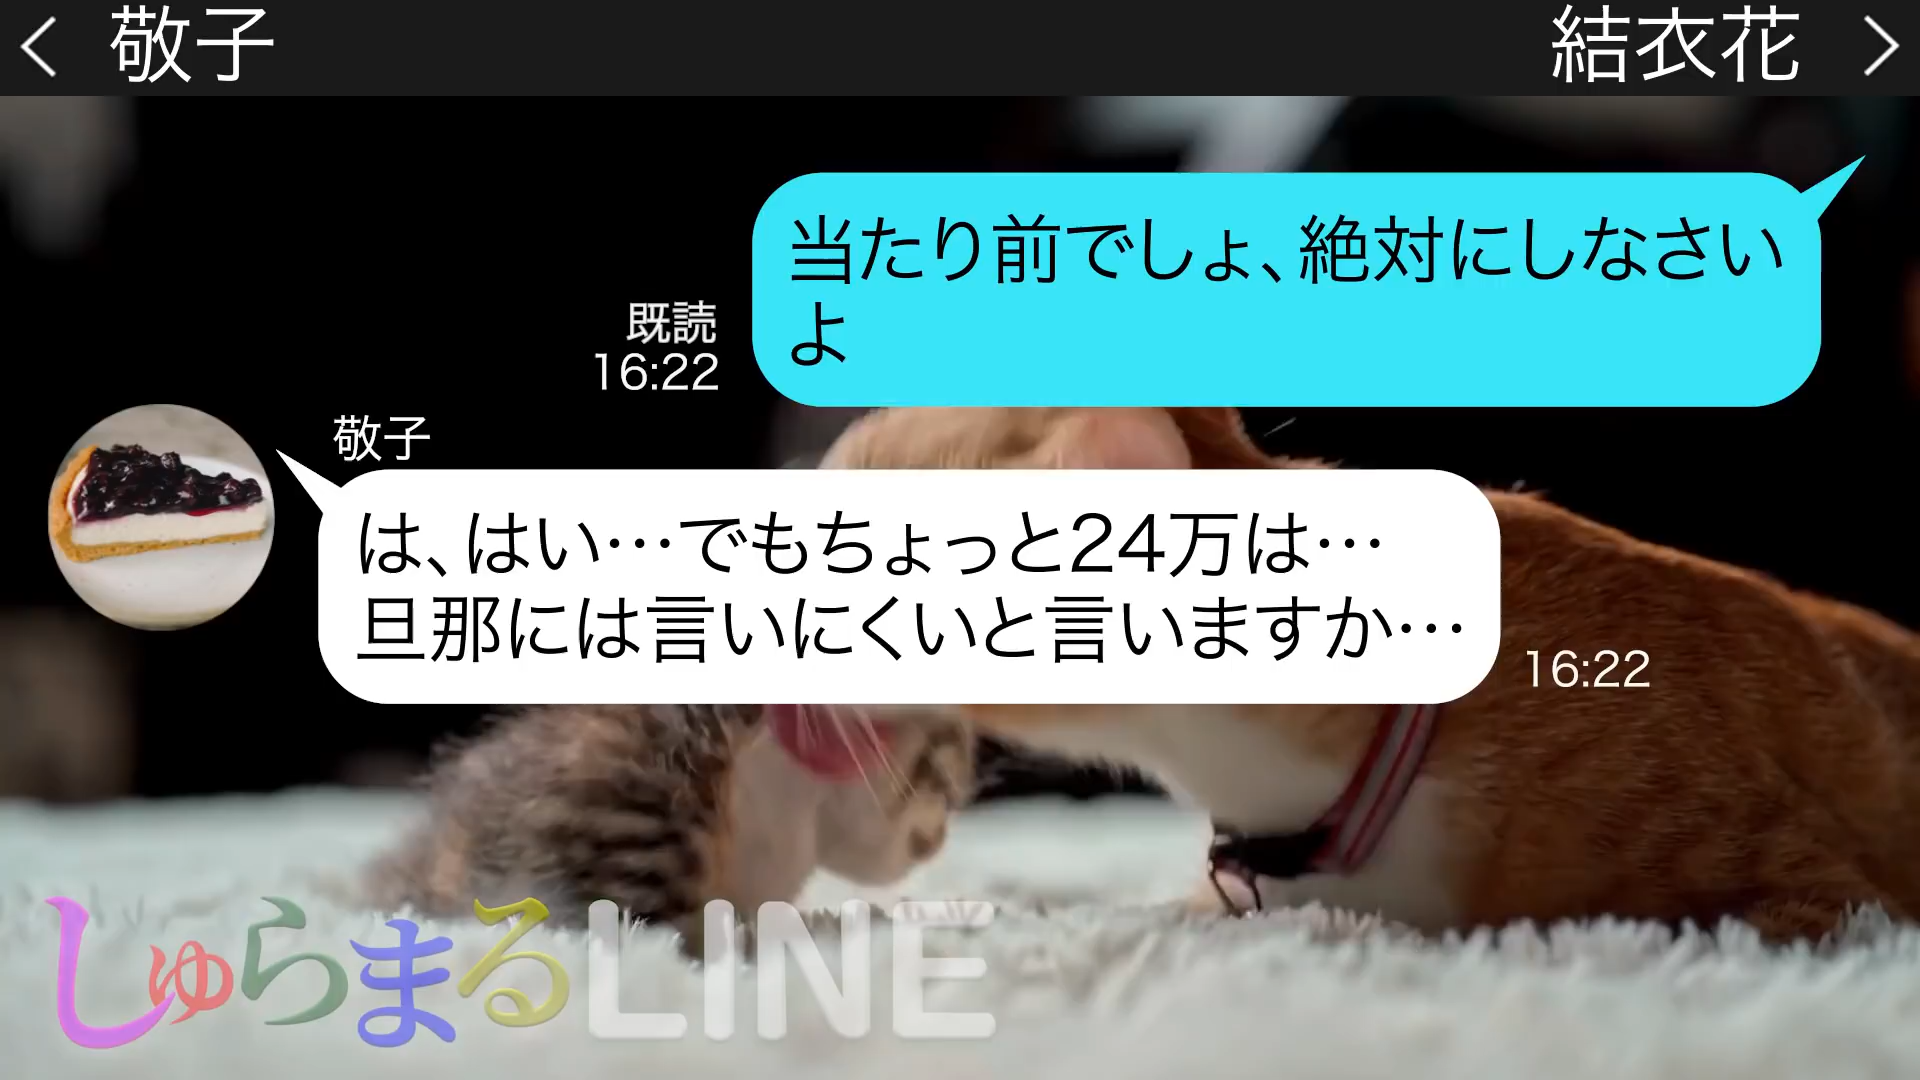 敬子
結衣花
当たり前でしょ、絶対にしなさい
よ
既読
16:22
敬子
は、はい…でもちょっと24万は…
旦那には言いにくいと言いますか…
16:22
しゅらまるLINE